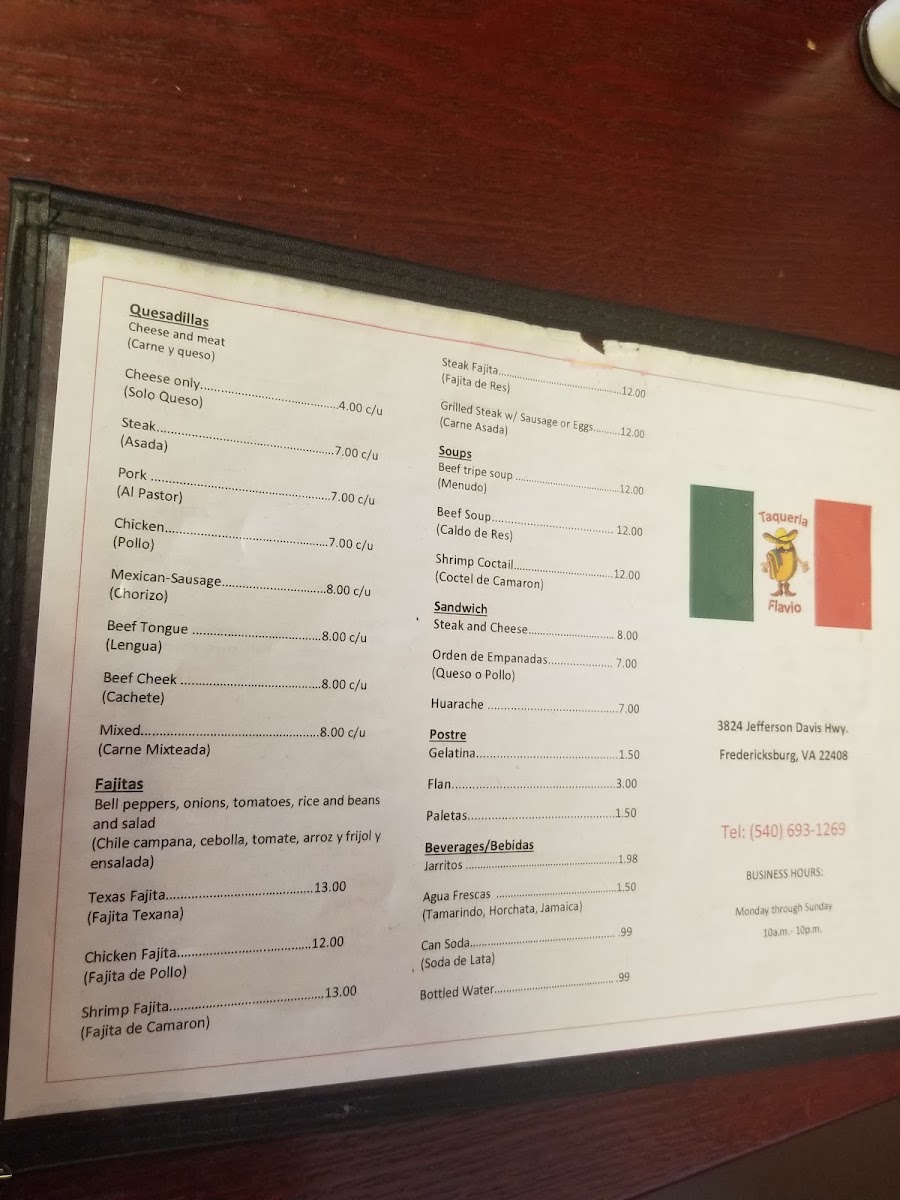 Quesadillas
Cheese and meat
(Carne y queso)
Cheese only..............................4.00 c/u
(Solo Queso)
Steak........................................7.00 c/u
(Asada)
Pork ........................................7.00 c/u
(Al Pastor)
Chicken....................................7.00 c/u
(Pollo)
Mexican-Sausage.......................8.00 c/u
(Chorizo)
Beef Tongue .............................8.00 c/u
(Lengua)
Beef Cheek ...............................8.00 c/u
(Cachete)
Mixed.......................................8.00 c/u
(Carne Mixteada)
Fajitas
Bell peppers, onions, tomatoes, rice and beans
and salad
(Chile campana, cebolla, tomate, arroz y frijol y
ensalada)
Texas Fajita................................13.00
(Fajita Texana)
Chicken Fajita.............................12.00
(Fajita de Pollo)
Shrimp Fajita..............................13.00
(Fajita de Camaron)
Steak Fajita................................12.00
(Fajita de Res)
Grilled Steak w/ Sausage or Eggs.........12.00
(Carne Asada)
Soups
Beef tripe soup .........................12.00
(Menudo)
Beef Soup.............................. 12.00
(Caldo de Res)
Shrimp Coctail.........................12.00
(Coctel de Camaron)
Sandwich
Steak and Cheese..................... 8.00
Orden de Empanadas................ 7.00
(Queso o Pollo)
Huarache ................................7.00
Postre
Gelatina...................................1.50
Flan.........................................3.00
Paletas.....................................1.50
Beverages/Bebidas
Jarritos ....................................1.98
Agua Frescas ............................1.50
(Tamarindo, Horchata, Jamaica)
Can Soda................................... .99
(Soda de Lata)
Bottled Water..............................99
Taqueria
Flavio
3824 Jefferson Davis Hwy.
Fredericksburg, VA 22408
Tel: (540) 693-1269
BUSINESS HOURS:
Monday through Sunday
10a.m.- 10p.m.